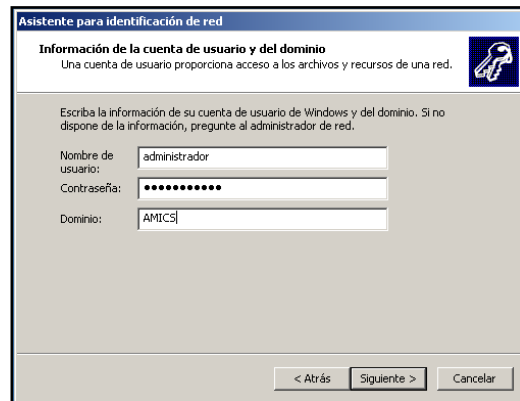 Asistente para identificación de red
Información de la cuenta de usuario y del dominio
Una cuenta de usuario proporciona acceso a los archivos y recursos de una red.
Escriba la información de su cuenta de usuario de Windows y del dominio. Si no
dispone de la información, pregunte al administrador de red.
Nombre de
usuario:
administrador
Contraseña:
●●●●●●●●●●●
Dominio:
AMICS
< Atrás
Siguiente >
Cancelar